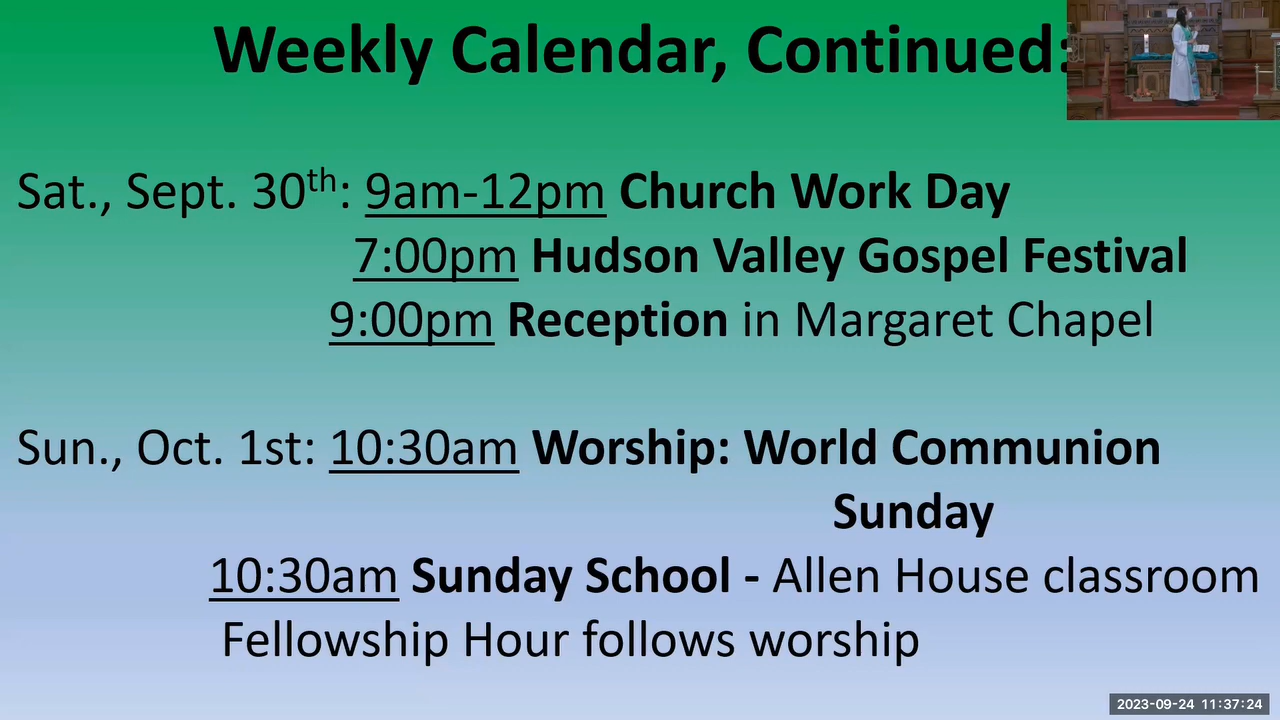 Weekly Calendar, Continued:
Sat., Sept. 30th: 9am-12pm Church Work Day
7:00pm Hudson Valley Gospel Festival
9:00pm Reception in Margaret Chapel
Sun., Oct. 1st: 10:30am Worship: World Communion
Sunday
10:30am Sunday School - Allen House classroom
Fellowship Hour follows worship
2023-09-24 11:37:24